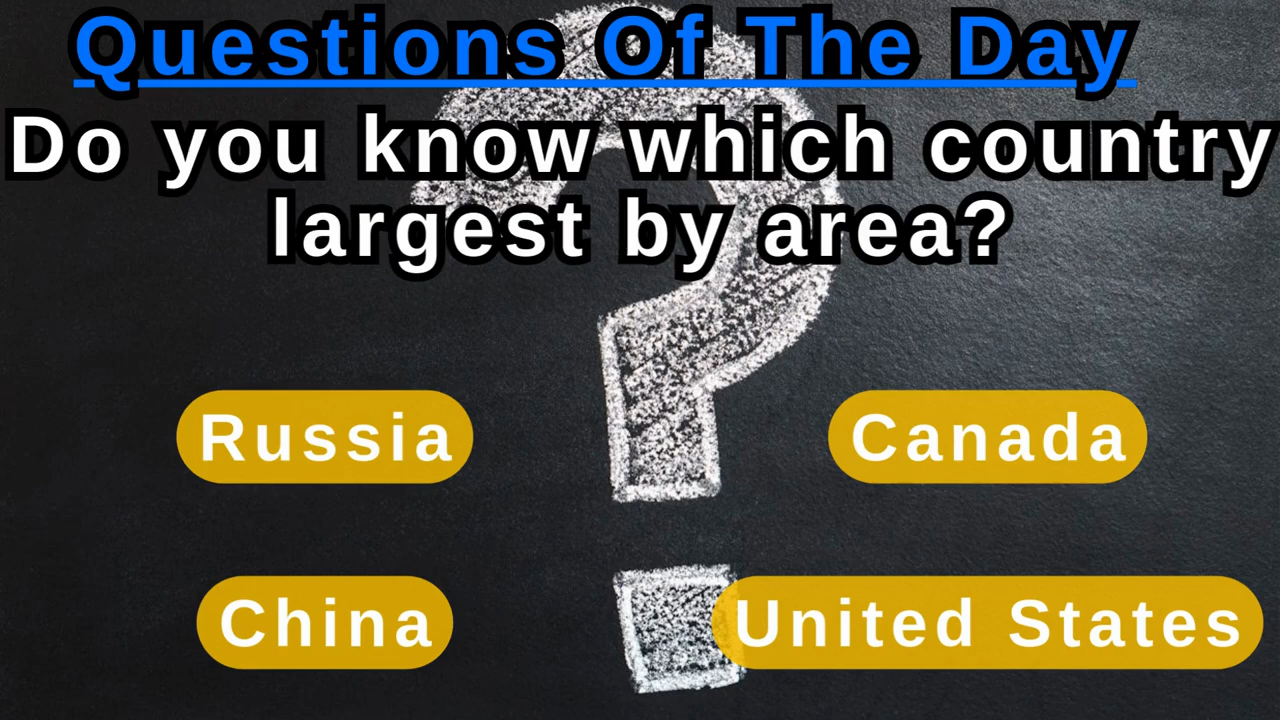 Questions Of The Day
Do you know which country
largest by area?
Russia
Canada
China
United States